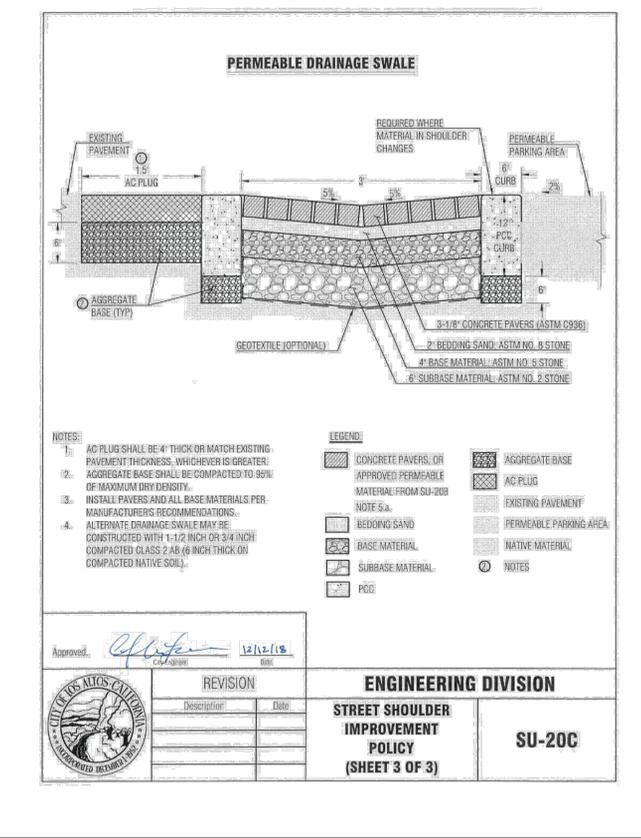 PERMEABLE DRAINAGE SWALE
REQUIRED WHERE
MATERIAL IN SHOULDER
CHANGES
EXISTING
PAVEMENT
PERMEABLE
PARKING AREA
1
1.5'
AC PLUG
3'
6"
CURB
5%
5%
2%
12"
PCC
CURB
6"
6"
2 AGGREGATE
BASE (TYP)
3-1/8" CONCRETE PAVERS (ASTM C936)
GEOTEXTILE (OPTIONAL)
2" BEDDING SAND; ASTM NO. 8 STONE
4" BASE MATERIAL; ASTM NO. 5 STONE
6" SUBBASE MATERIAL; ASTM NO. 2 STONE
NOTES:
1. AC PLUG SHALL BE 4" THICK OR MATCH EXISTING
PAVEMENT THICKNESS, WHICHEVER IS GREATER.
2. AGGREGATE BASE SHALL BE COMPACTED TO 95%
OF MAXIMUM DRY DENSITY.
3. INSTALL PAVERS AND ALL BASE MATERIALS PER
MANUFACTURER'S RECOMMENDATIONS.
4. ALTERNATE DRAINAGE SWALE MAY BE
CONSTRUCTED WITH 1-1/2 INCH OR 3/4 INCH
COMPACTED CLASS 2 AB (6 INCH THICK ON
COMPACTED NATIVE SOIL).
LEGEND:
CONCRETE PAVERS, OR
APPROVED PERMEABLE
MATERIAL FROM SU-20B
NOTE 5.a.
BEDDING SAND
BASE MATERIAL
SUBBASE MATERIAL
PCC
AGGREGATE BASE
AC PLUG
EXISTING PAVEMENT
PERMEABLE PARKING AREA
NATIVE MATERIAL
2 NOTES
Approved.
12/12/18
City Engineer
Date
CITY OF LOS ALTOS CALIFORNIA
INCORPORATED DECEMBER 1, 1952
REVISION
Description
Date
ENGINEERING DIVISION
STREET SHOULDER
IMPROVEMENT
POLICY
(SHEET 3 OF 3)
SU-20C